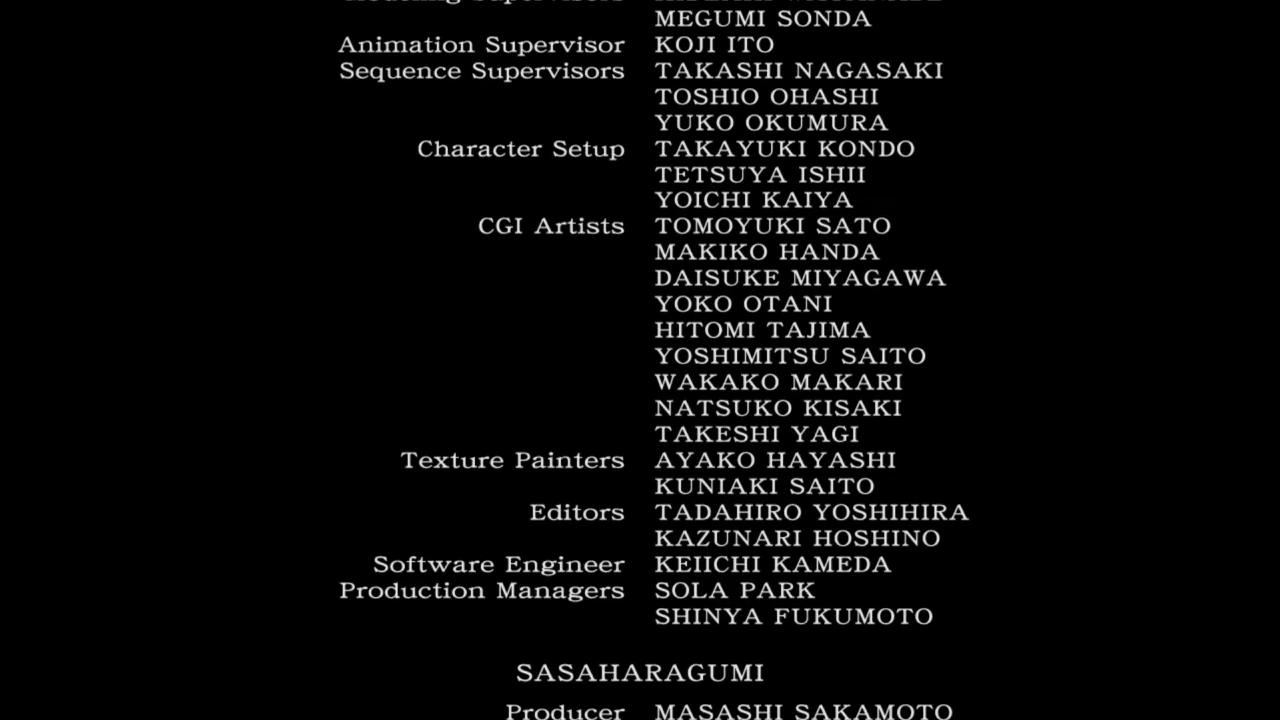 MEGUMI SONDA
Animation Supervisor KOJI ITO
Sequence Supervisors TAKASHI NAGASAKI
TOSHIO OHASHI
YUKO OKUMURA
Character Setup TAKAYUKI KONDO
TETSUYA ISHII
YOICHI KAIYA
CGI Artists TOMOYUKI SATO
MAKIKO HANDA
DAISUKE MIYAGAWA
YOKO OTANI
HITOMI TAJIMA
YOSHIMITSU SAITO
WAKAKO MAKARI
NATSUKO KISAKI
TAKESHI YAGI
Texture Painters AYAKO HAYASHI
KUNIAKI SAITO
Editors TADAHIRO YOSHIHIRA
KAZUNARI HOSHINO
Software Engineer KEIICHI KAMEDA
Production Managers SOLA PARK
SHINYA FUKUMOTO
SASAHARAGUMI
Producer MASASHI SAKAMOTO